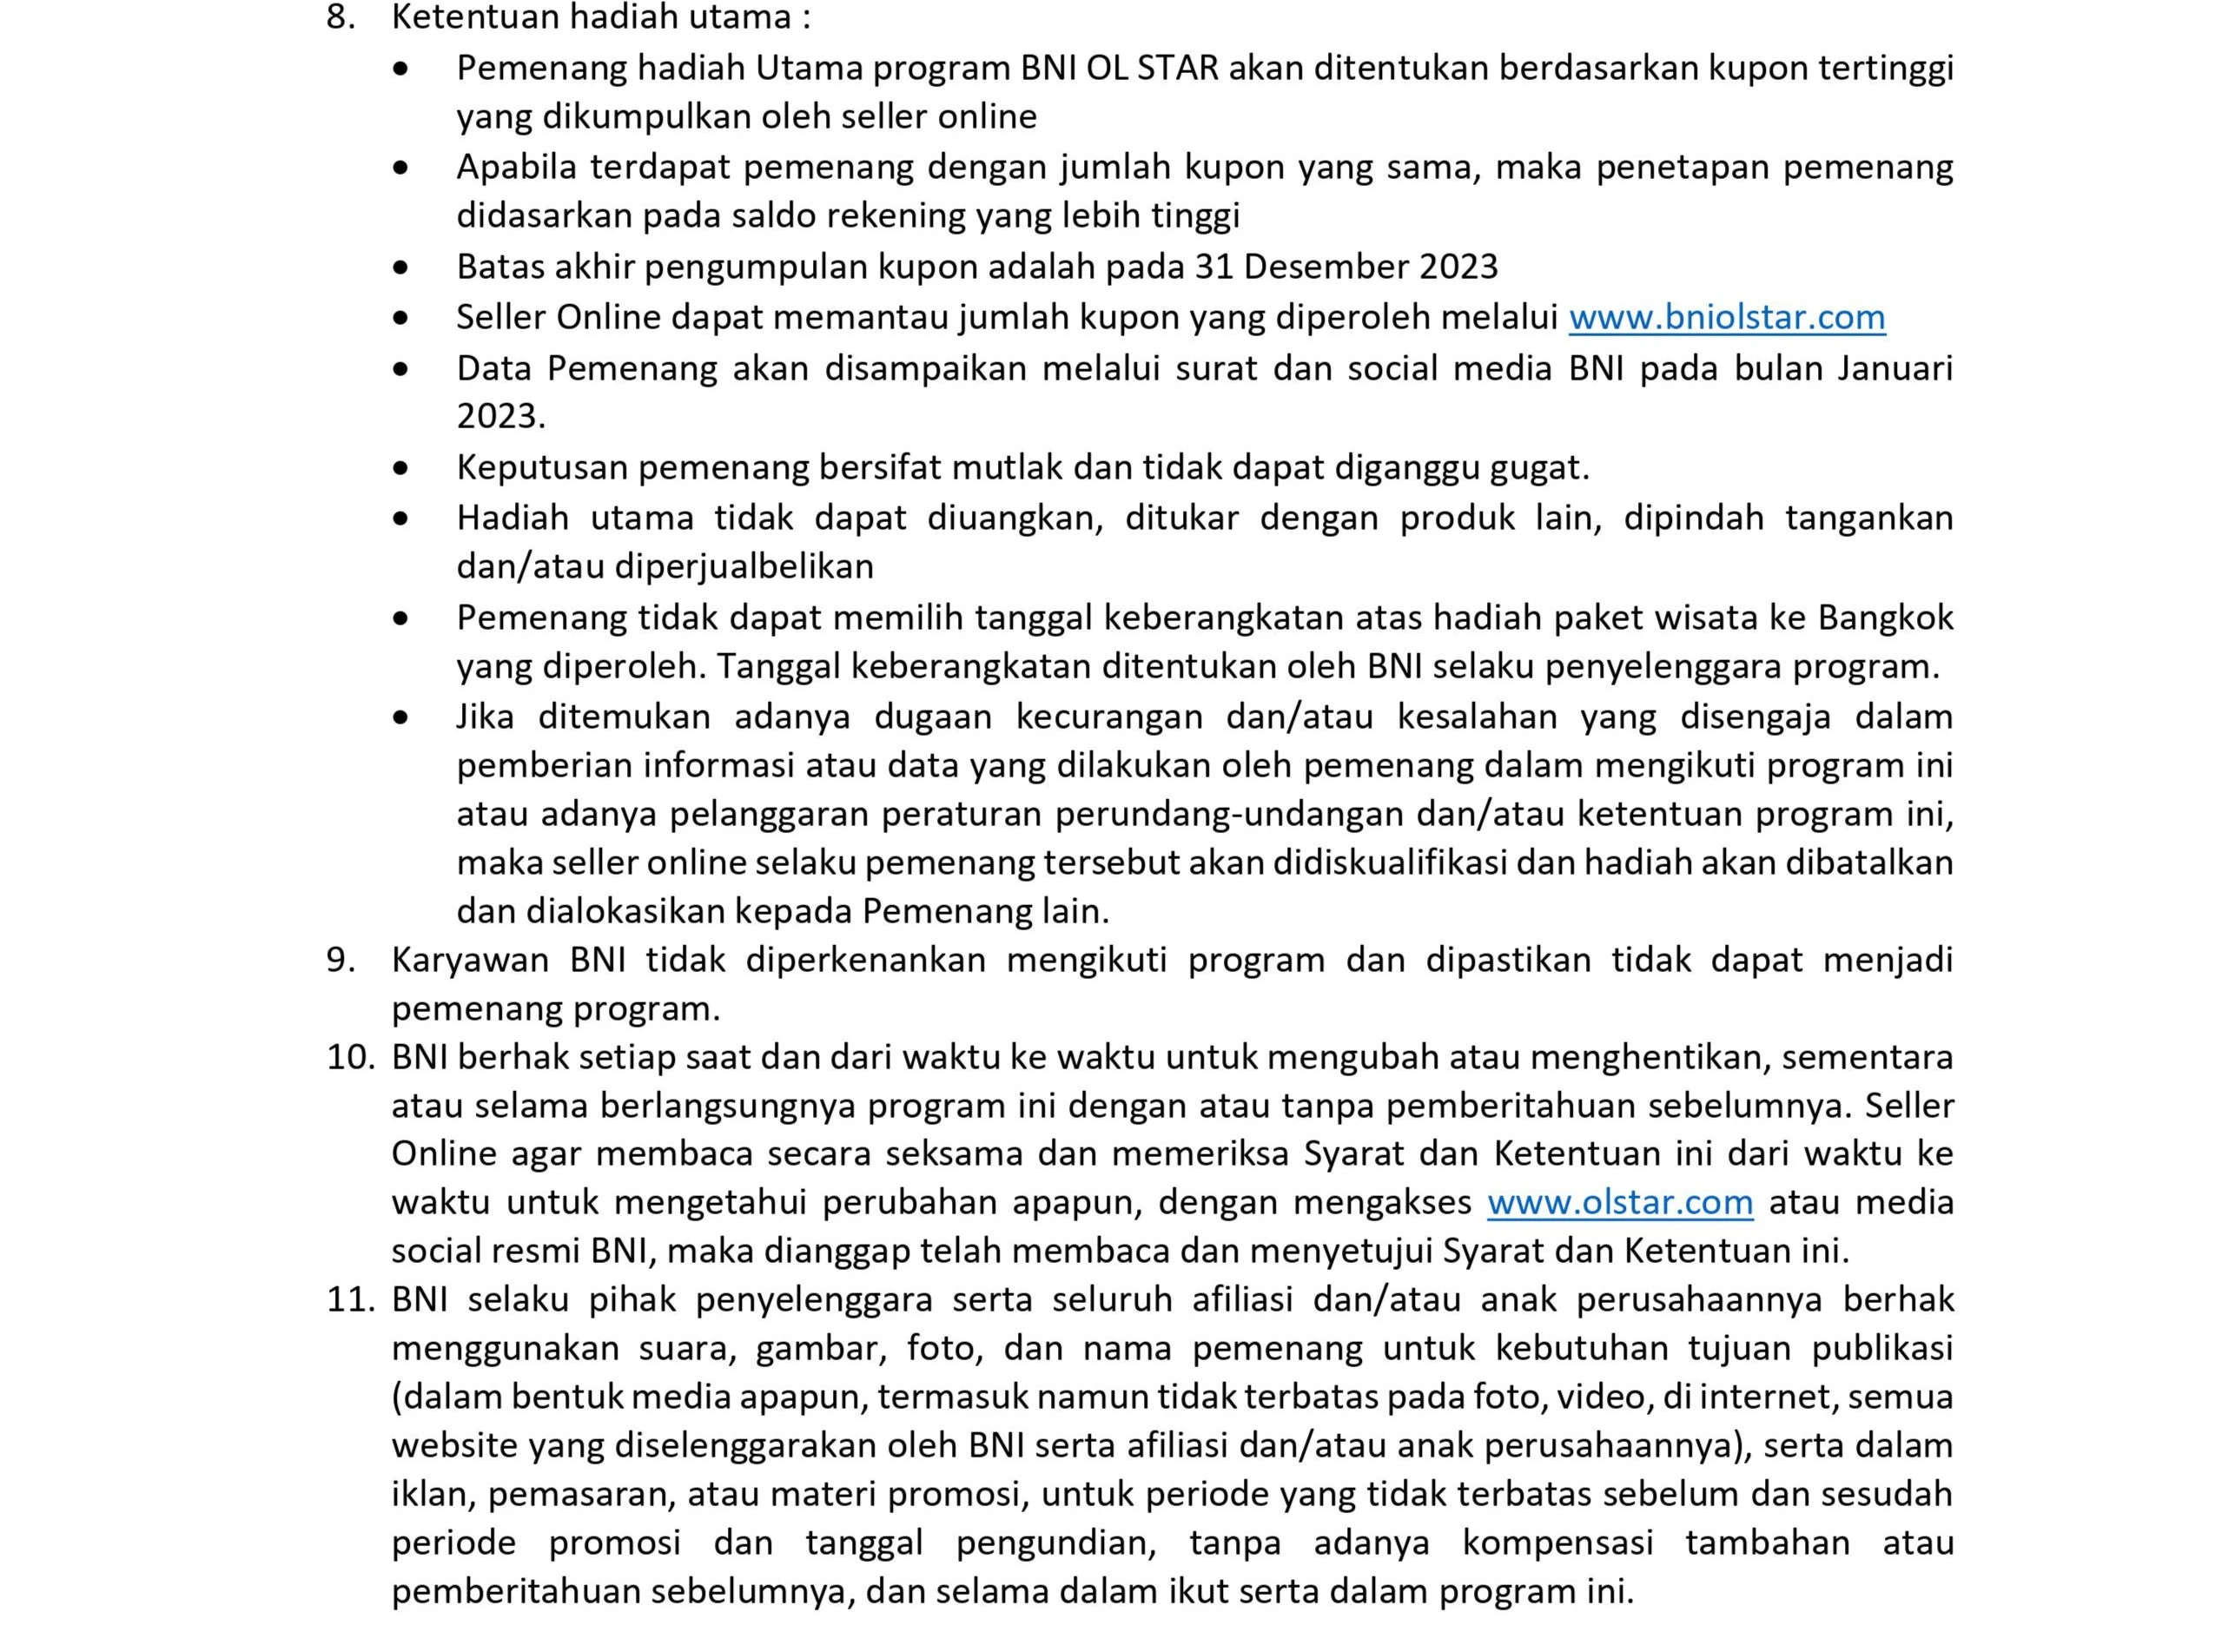 8. Ketentuan hadiah utama :
• Pemenang hadiah Utama program BNI OL STAR akan ditentukan berdasarkan kupon tertinggi
yang dikumpulkan oleh seller online
• Apabila terdapat pemenang dengan jumlah kupon yang sama, maka penetapan pemenang
didasarkan pada saldo rekening yang lebih tinggi
• Batas akhir pengumpulan kupon adalah pada 31 Desember 2023
• Seller Online dapat memantau jumlah kupon yang diperoleh melalui www.bniolstar.com
• Data Pemenang akan disampaikan melalui surat dan social media BNI pada bulan Januari
2023.
• Keputusan pemenang bersifat mutlak dan tidak dapat diganggu gugat.
• Hadiah utama tidak dapat diuangkan, ditukar dengan produk lain, dipindah tangankan
dan/atau diperjualbelikan
• Pemenang tidak dapat memilih tanggal keberangkatan atas hadiah paket wisata ke Bangkok
yang diperoleh. Tanggal keberangkatan ditentukan oleh BNI selaku penyelenggara program.
• Jika ditemukan adanya dugaan kecurangan dan/atau kesalahan yang disengaja dalam
pemberian informasi atau data yang dilakukan oleh pemenang dalam mengikuti program ini
atau adanya pelanggaran peraturan perundang-undangan dan/atau ketentuan program ini,
maka seller online selaku pemenang tersebut akan didiskualifikasi dan hadiah akan dibatalkan
dan dialokasikan kepada Pemenang lain.
9. Karyawan BNI tidak diperkenankan mengikuti program dan dipastikan tidak dapat menjadi
pemenang program.
10. BNI berhak setiap saat dan dari waktu ke waktu untuk mengubah atau menghentikan, sementara
atau selama berlangsungnya program ini dengan atau tanpa pemberitahuan sebelumnya. Seller
Online agar membaca secara seksama dan memeriksa Syarat dan Ketentuan ini dari waktu ke
waktu untuk mengetahui perubahan apapun, dengan mengakses www.olstar.com atau media
social resmi BNI, maka dianggap telah membaca dan menyetujui Syarat dan Ketentuan ini.
11. BNI selaku pihak penyelenggara serta seluruh afiliasi dan/atau anak perusahaannya berhak
menggunakan suara, gambar, foto, dan nama pemenang untuk kebutuhan tujuan publikasi
(dalam bentuk media apapun, termasuk namun tidak terbatas pada foto, video, di internet, semua
website yang diselenggarakan oleh BNI serta afiliasi dan/atau anak perusahaannya), serta dalam
iklan, pemasaran, atau materi promosi, untuk periode yang tidak terbatas sebelum dan sesudah
periode promosi dan tanggal pengundian, tanpa adanya kompensasi tambahan atau
pemberitahuan sebelumnya, dan selama dalam ikut serta dalam program ini.